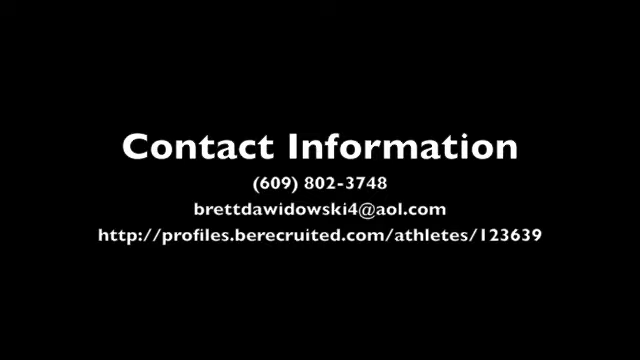 Contact Information
(609) 802-3748
brettdawidowski4@aol.com
http://profiles.berecruited.com/athletes/123639